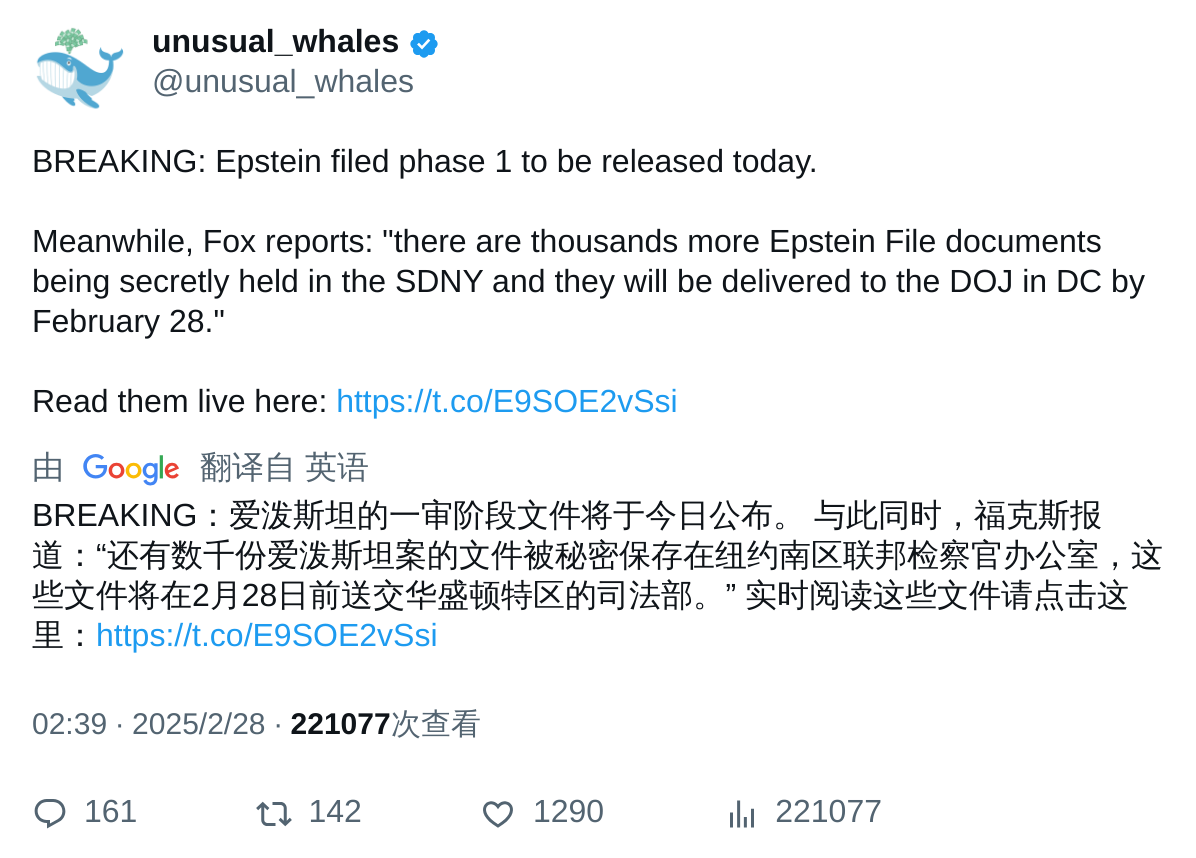 unusual_whales
@unusual_whales
BREAKING: Epstein filed phase 1 to be released today.
Meanwhile, Fox reports: "there are thousands more Epstein File documents
being secretly held in the SDNY and they will be delivered to the DOJ in DC by
February 28."
Read them live here: https://t.co/E9SOE2vSsi
由 Google 翻译自 英语
BREAKING：爱泼斯坦的一审阶段文件将于今日公布。 与此同时，福克斯报
道：“还有数千份爱泼斯坦案的文件被秘密保存在纽约南区联邦检察官办公室，这
些文件将在2月28日前送交华盛顿特区的司法部。” 实时阅读这些文件请点击这
里：https://t.co/E9SOE2vSsi
02:39 · 2025/2/28 · 221077次查看
161 142 1290 221077